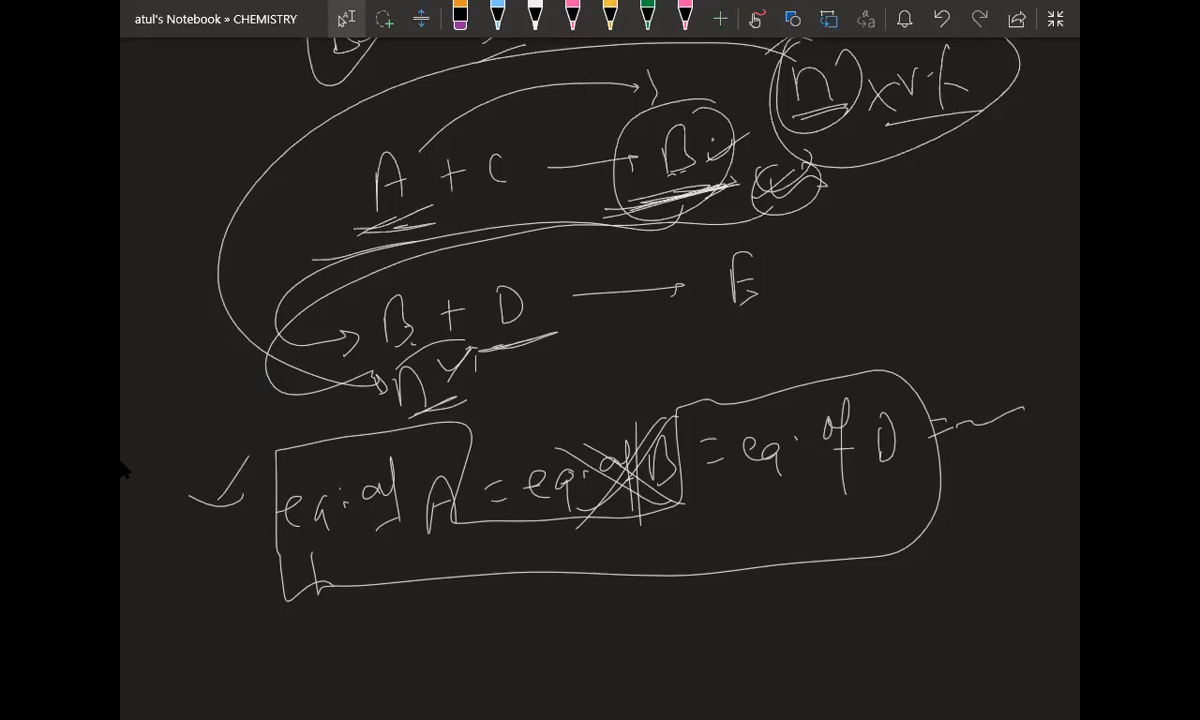 atul's Notebook » CHEMISTRY
A + C → B
B + D → E
n
eq. of A = eq. of B = eq. of D